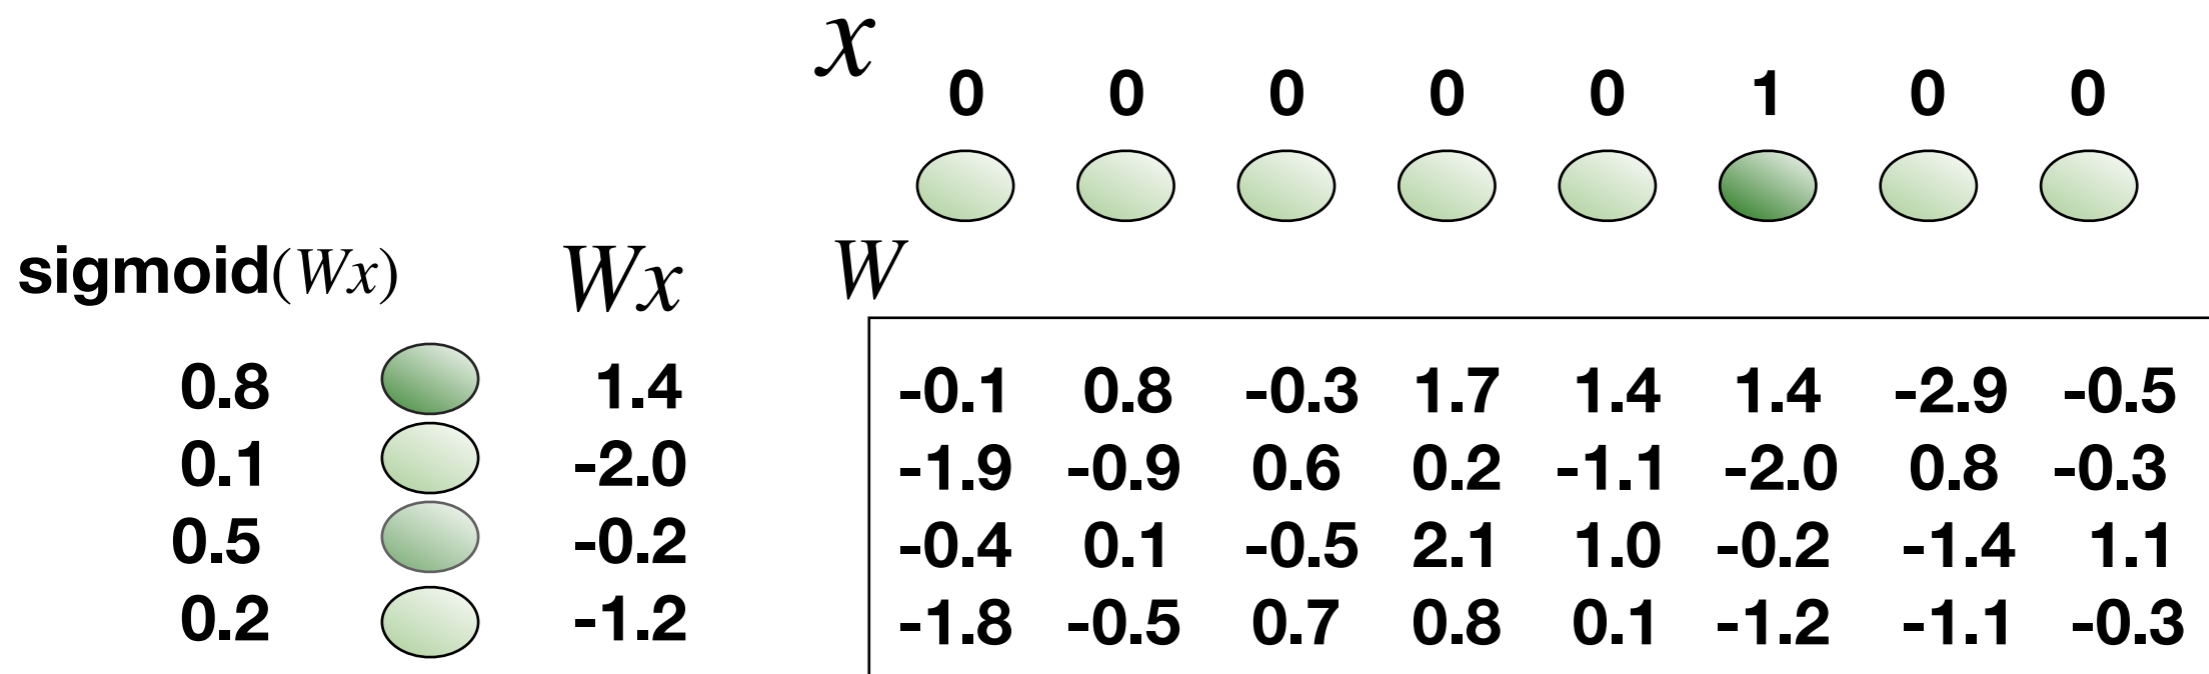 x 0 0 0 0 0 1 0 0
sigmoid(Wx) Wx W
0.8 1.4 -0.1 0.8 -0.3 1.7 1.4 1.4 -2.9 -0.5
0.1 -2.0 -1.9 -0.9 0.6 0.2 -1.1 -2.0 0.8 -0.3
0.5 -0.2 -0.4 0.1 -0.5 2.1 1.0 -0.2 -1.4 1.1
0.2 -1.2 -1.8 -0.5 0.7 0.8 0.1 -1.2 -1.1 -0.3